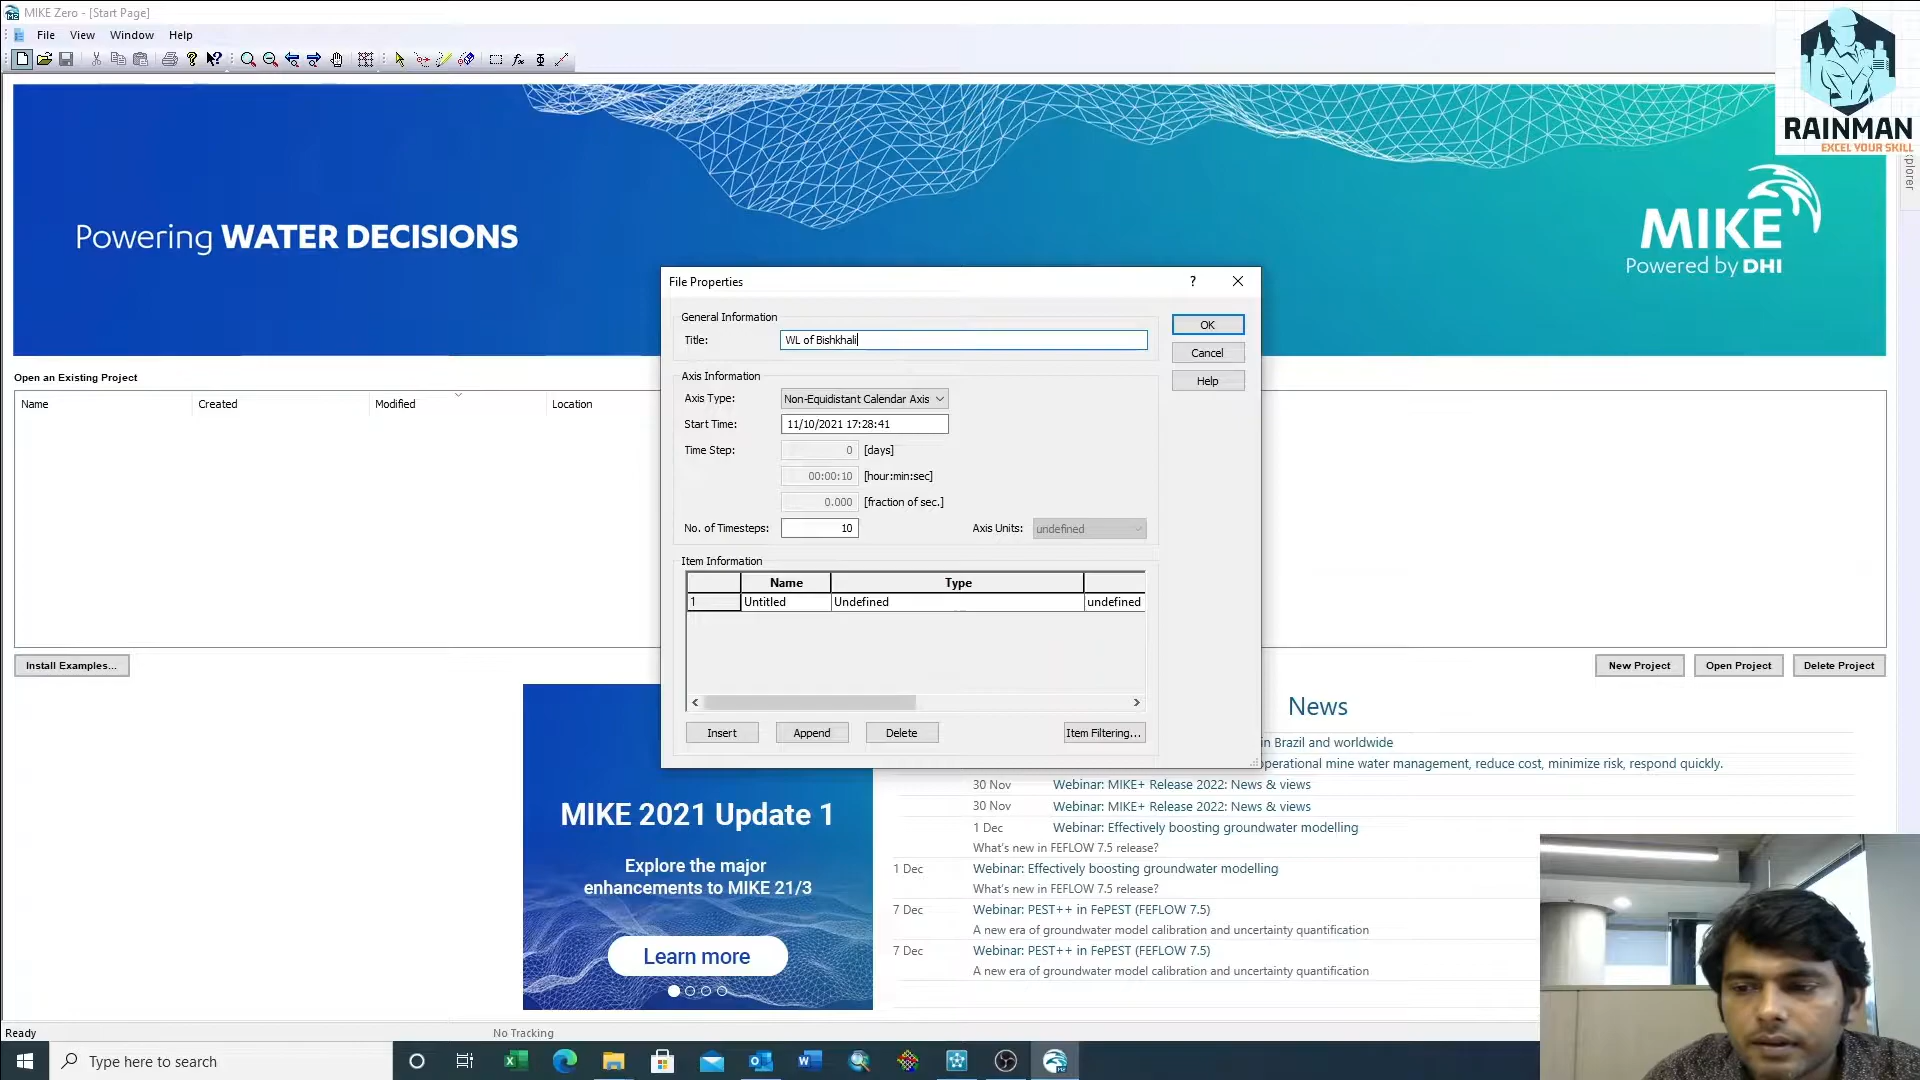 MIKE Zero - [Start Page]
File View Window Help
RAINMAN
EXCEL YOUR SKILL
plorer
Powering WATER DECISIONS
MIKE
Powered by DHI
File Properties
General Information
Title: WL of Bishkhali
OK
Cancel
Help
Axis Information
Axis Type: Non-Equidistant Calendar Axis
Start Time: 11/10/2021 17:28:41
Time Step: 0 [days]
00:00:10 [hour:min:sec]
0.000 [fraction of sec.]
No. of Timesteps: 10 Axis Units: undefined
Item Information
Name Type
1 Untitled Undefined undefined
Insert Append Delete Item Filtering...
Open an Existing Project
Name Created Modified Location
Install Examples... New Project Open Project Delete Project
News
in Brazil and worldwide
operational mine water management, reduce cost, minimize risk, respond quickly.
30 Nov Webinar: MIKE+ Release 2022: News & views
30 Nov Webinar: MIKE+ Release 2022: News & views
1 Dec Webinar: Effectively boosting groundwater modelling
What's new in FEFLOW 7.5 release?
1 Dec Webinar: Effectively boosting groundwater modelling
What's new in FEFLOW 7.5 release?
7 Dec Webinar: PEST++ in FePEST (FEFLOW 7.5)
A new era of groundwater model calibration and uncertainty quantification
7 Dec Webinar: PEST++ in FePEST (FEFLOW 7.5)
A new era of groundwater model calibration and uncertainty quantification
MIKE 2021 Update 1
Explore the major
enhancements to MIKE 21/3
Learn more
Ready No Tracking
Type here to search